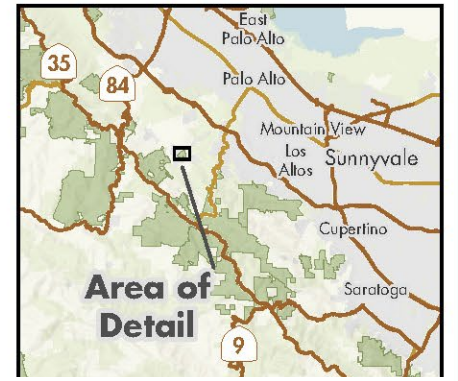 East
Palo Alto
35
84
Palo Alto
Mountain View
Los
Altos
Sunnyvale
Cupertino
Area of
Detail
Saratoga
9